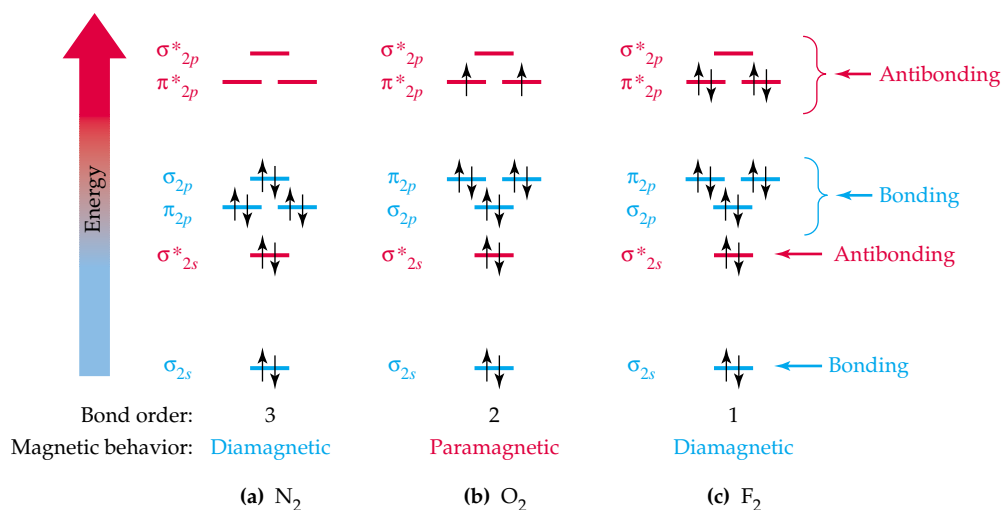 σ*2p σ*2p σ*2p
π*2p π*2p π*2p Antibonding
σ2p π2p π2p
Bonding
π2p σ2p σ2p
Energy
σ*2s σ*2s σ*2s Antibonding
σ2s σ2s σ2s Bonding
Bond order: 3 2 1
Magnetic behavior: Diamagnetic Paramagnetic Diamagnetic
(a) N2 (b) O2 (c) F2